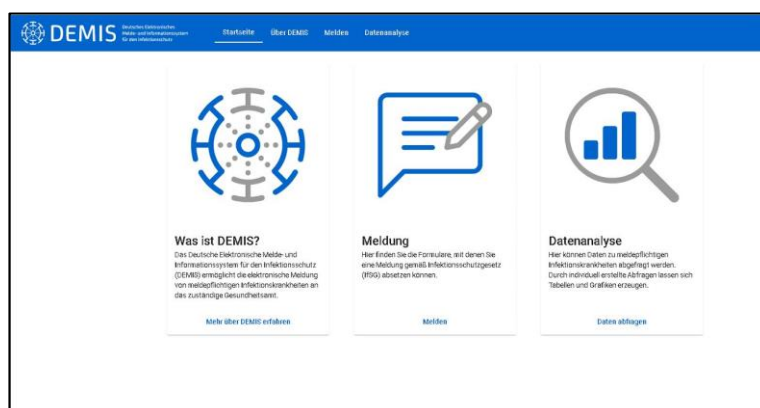 DEMIS
Deutsches Elektronisches
Melde- und Informationssystem
für den Infektionsschutz
Startseite Über DEMIS Melden Datenanalyse
Was ist DEMIS?
Das Deutsche Elektronische Melde- und
Informationssystem für den Infektionsschutz
(DEMIS) ermöglicht die elektronische Meldung
von meldepflichtigen Infektionskrankheiten an
das zuständige Gesundheitsamt.
Mehr über DEMIS erfahren
Meldung
Hier finden Sie die Formulare, mit denen Sie
eine Meldung gemäß Infektionsschutzgesetz
(IfSG) absetzen können.
Melden
Datenanalyse
Hier können Daten zu meldepflichtigen
Infektionskrankheiten abgefragt werden.
Durch individuell erstellte Abfragen lassen sich
Tabellen und Grafiken erzeugen.
Daten abfragen